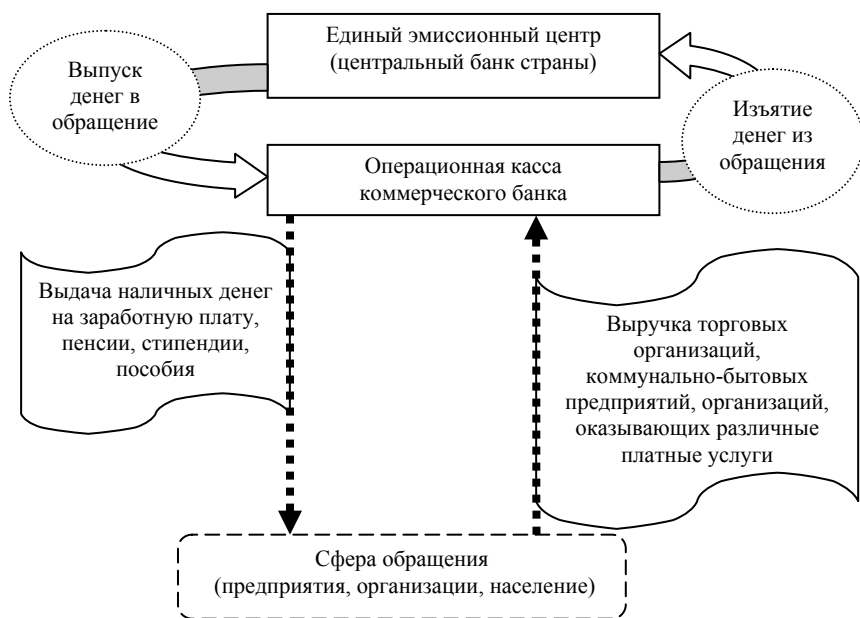 Единый эмиссионный центр
(центральный банк страны)
Выпуск
денег в
обращение
Изъятие
денег из
обращения
Операционная касса
коммерческого банка
Выдача наличных денег
на заработную плату,
пенсии, стипендии,
пособия
Выручка торговых
организаций,
коммунально-бытовых
предприятий, организаций,
оказывающих различные
платные услуги
Сфера обращения
(предприятия, организации, население)